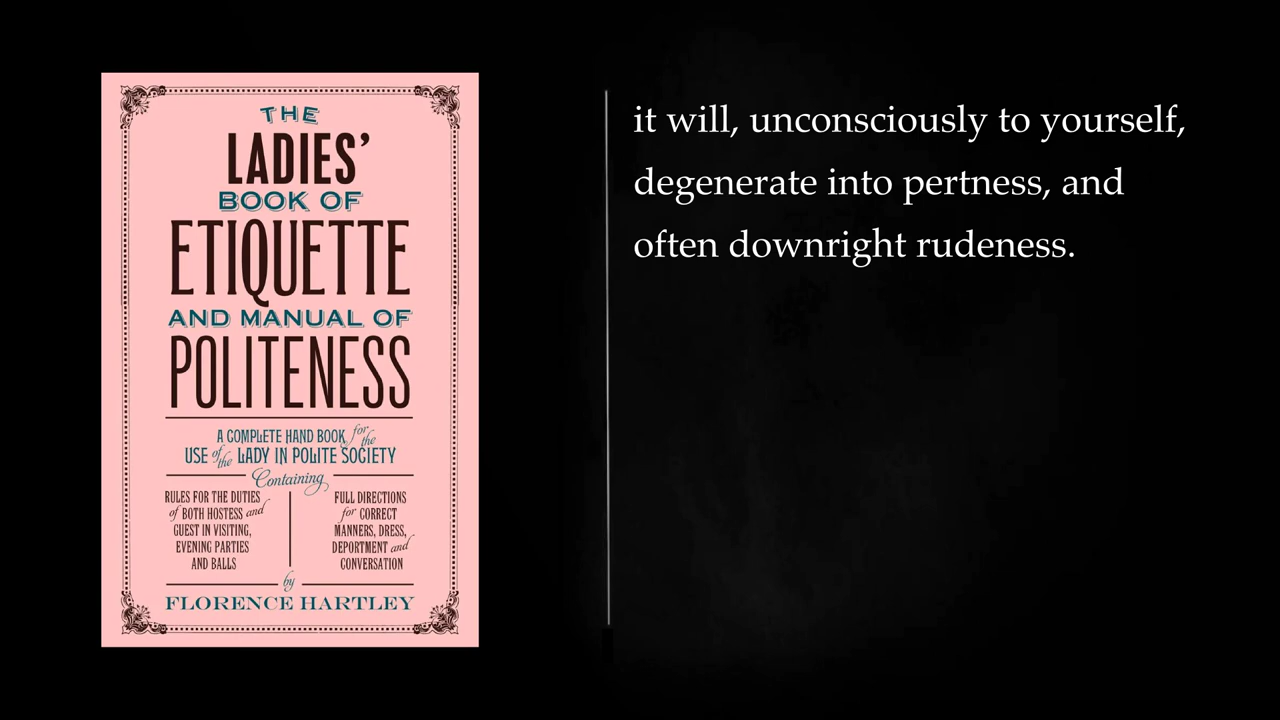 THE
LADIES'
BOOK OF
ETIQUETTE
AND MANUAL OF
POLITENESS
A COMPLETE HAND BOOK for the
USE of the LADY IN POLITE SOCIETY
Containing
RULES FOR THE DUTIES
of BOTH HOSTESS and
GUEST IN VISITING,
EVENING PARTIES
AND BALLS
FULL DIRECTIONS
for CORRECT
MANNERS, DRESS,
DEPORTMENT and
CONVERSATION
by
FLORENCE HARTLEY
it will, unconsciously to yourself,
degenerate into pertness, and
often downright rudeness.